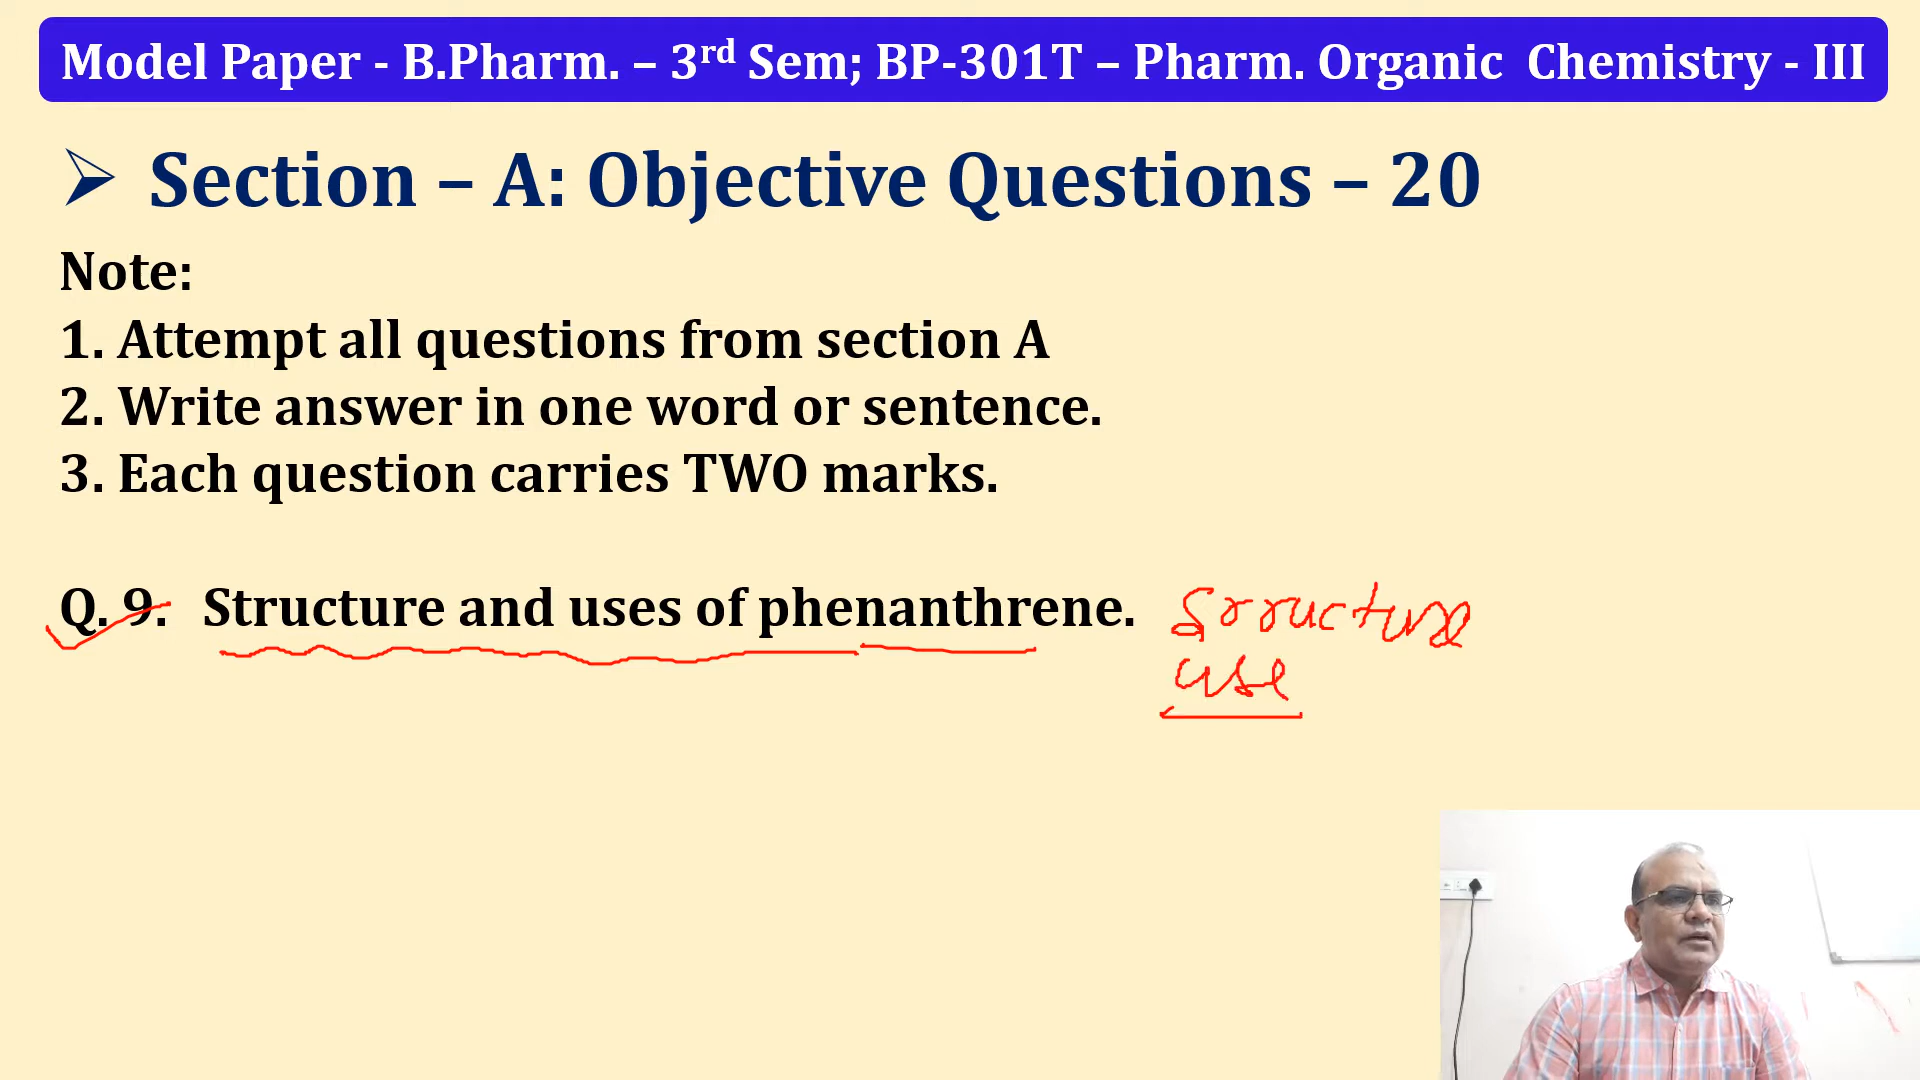 Model Paper - B.Pharm. – 3rd Sem; BP-301T – Pharm. Organic Chemistry - III
➢ Section – A: Objective Questions – 20
Note:
1. Attempt all questions from section A
2. Write answer in one word or sentence.
3. Each question carries TWO marks.
Q. 9. Structure and uses of phenanthrene. Structure
use